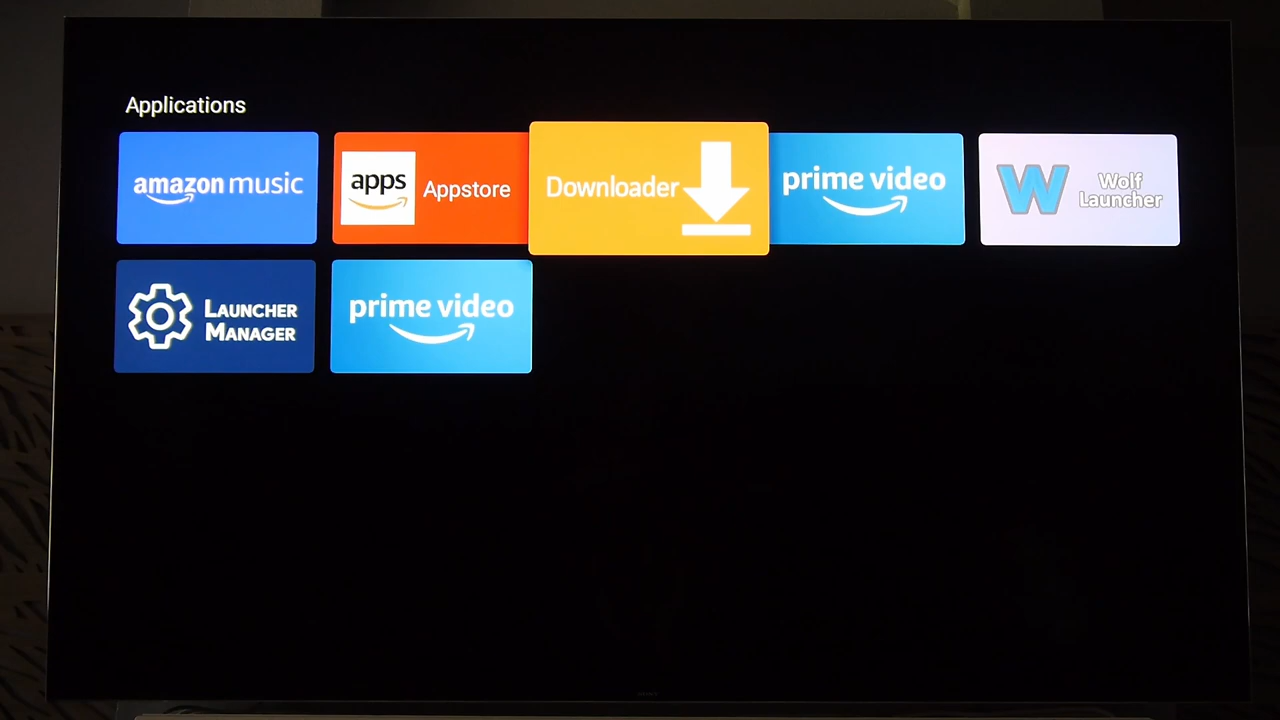 Applications
amazon music
apps
Appstore
Downloader
prime video
W
Wolf
Launcher
LAUNCHER
MANAGER
prime video